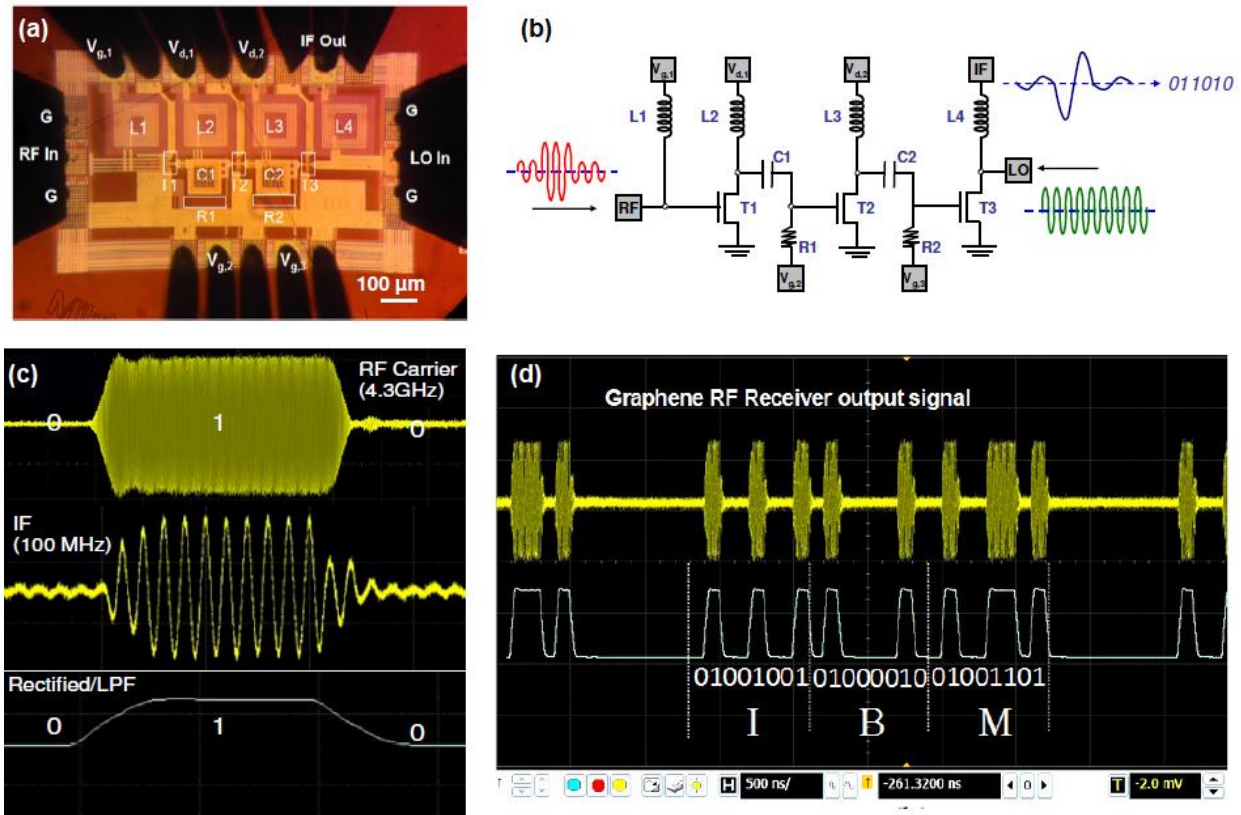 (a)
Vg,1
Vd,1
Vd,2
IF Out
G
RF In
G
L1
L2
L3
L4
G
LO In
G
C1
C2
T1
T2
T3
R1
R2
Vg,2
Vg,3
100 μm
(b)
Vg,1
Vd,1
Vd,2
IF
011010
L1
L2
L3
L4
C1
C2
LO
RF
T1
T2
T3
R1
R2
Vg,2
Vg,3
(c)
RF Carrier
(4.3GHz)
0
1
0
IF
(100 MHz)
Rectified/LPF
0
1
0
(d)
Graphene RF Receiver output signal
01001001 01000010 01001101
I B M
H 500 ns/ -261.3200 ns 0 T -2.0 mV